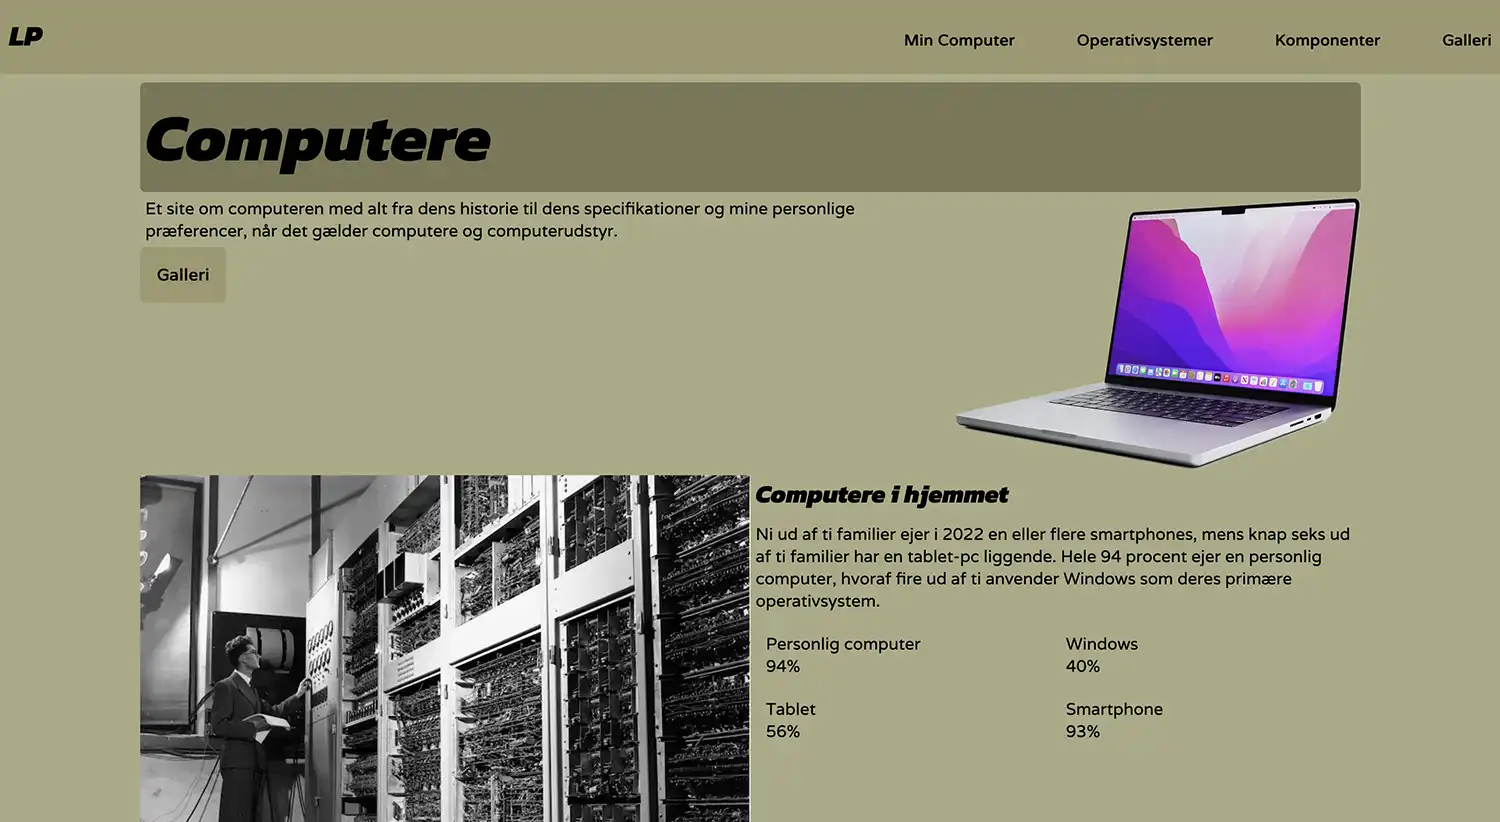 LP
Min Computer
Operativsystemer
Komponenter
Galleri
Computere
Et site om computeren med alt fra dens historie til dens specifikationer og mine personlige
præferencer, når det gælder computere og computerudstyr.
Galleri
Computere i hjemmet
Ni ud af ti familier ejer i 2022 en eller flere smartphones, mens knap seks ud
af ti familier har en tablet-pc liggende. Hele 94 procent ejer en personlig
computer, hvoraf fire ud af ti anvender Windows som deres primære
operativsystem.
Personlig computer
94%
Windows
40%
Tablet
56%
Smartphone
93%